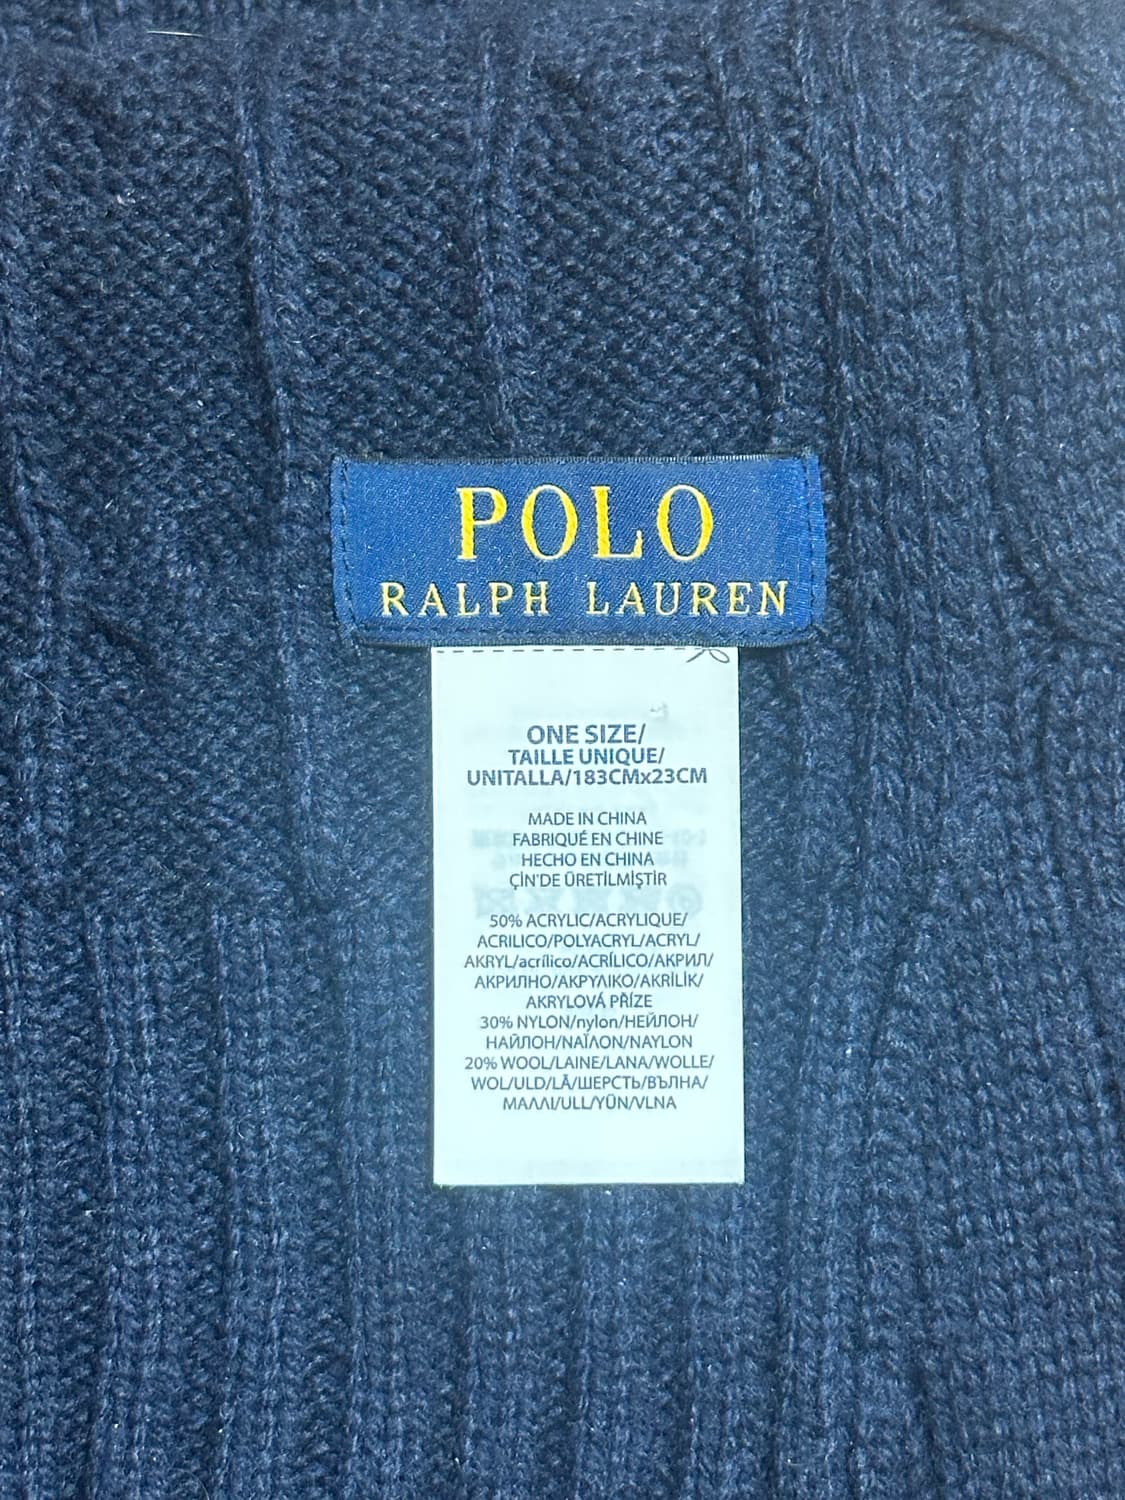 POLO
RALPH LAUREN
ONE SIZE/
TAILLE UNIQUE/
UNITALLA/183CMx23CM
MADE IN CHINA
FABRIQUÉ EN CHINE
HECHO EN CHINA
ÇİN'DE ÜRETİLMİŞTİR
50% ACRYLIC/ACRYLIQUE/
ACRILICO/POLYACRYL/ACRYL/
AKRYL/acrílico/ACRÍLICO/АКРИЛ/
АКРИЛНО/ΑΚΡΥΛΙΚΟ/AKRİLİK/
AKRYLOVÁ PŘÍZE
30% NYLON/nylon/НЕЙЛОН/
НАЙЛОН/ΝΑΪΛΟΝ/NAYLON
20% WOOL/LAINE/LANA/WOLLE/
WOL/ULD/LÃ/ШЕРСТЬ/ВЪЛНА/
ΜΑΛΛΙ/ULL/YÜN/VLNA